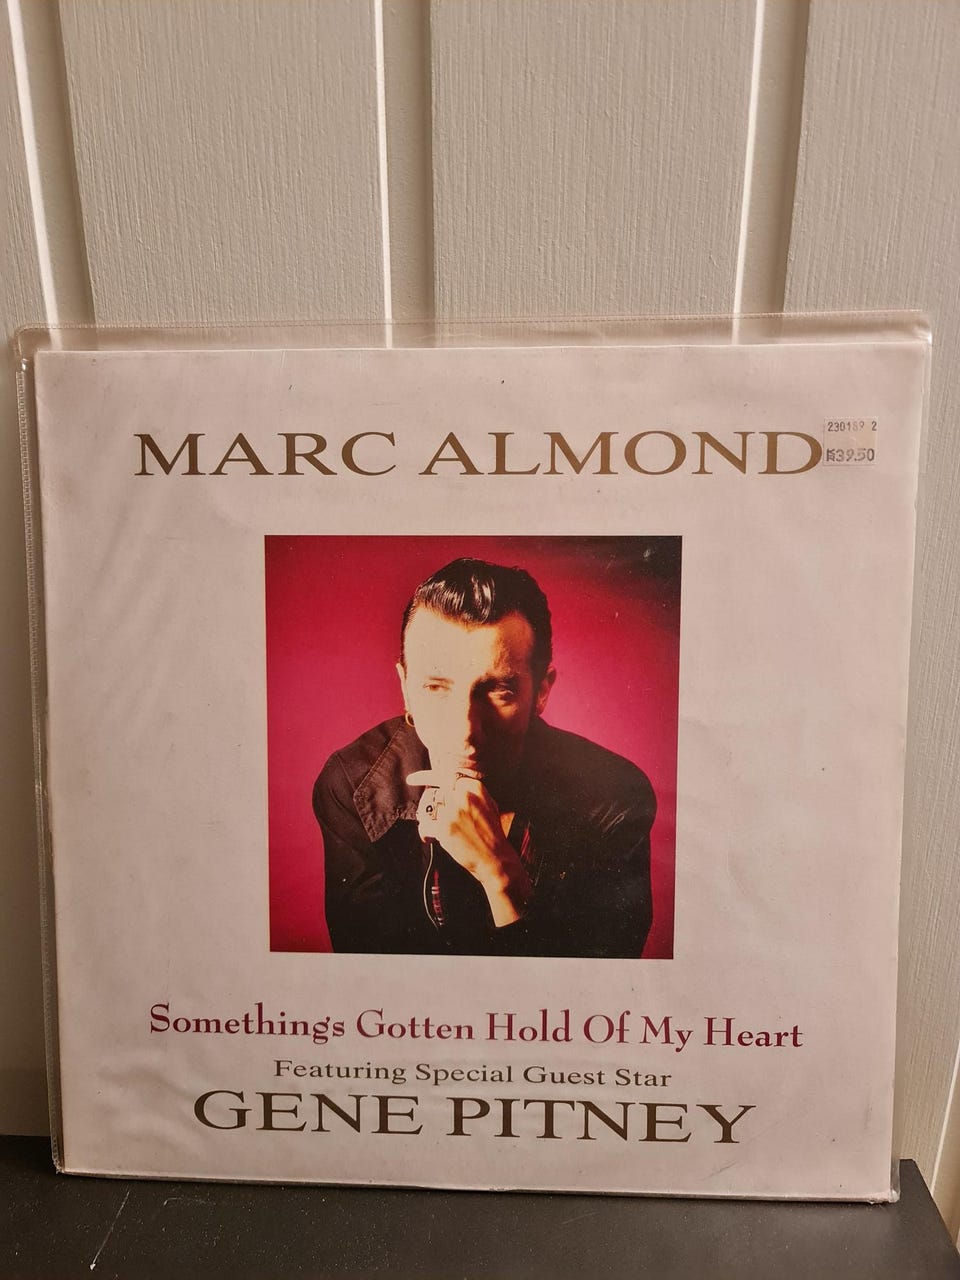 MARC ALMOND
230189 2
39.50
Somethings Gotten Hold Of My Heart
Featuring Special Guest Star
GENE PITNEY